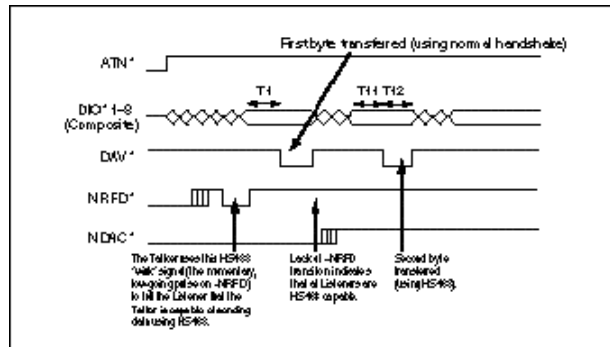 First byte transferred (using normal handshake)
ATN*
T1
T11 T12
DIO* 1–8
(Composite)
DAV*
NRFD*
NDAC*
The Talker uses this HS488
"wink" signal (the momentary,
low-going pulse on ~NRFD)
to tell the Listener that the
Talker is capable of sending
data using HS488.
Lack of ~NRFD
transition indicates
that all Listeners are
HS488 capable.
Second byte
transferred
(using HS488).